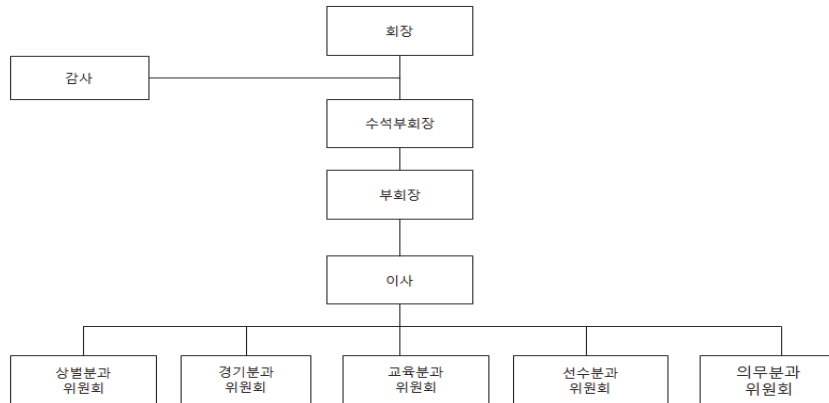 회장
감사
수석부회장
부회장
이사
상벌분과
위원회
경기분과
위원회
교육분과
위원회
선수분과
위원회
의무분과
위원회